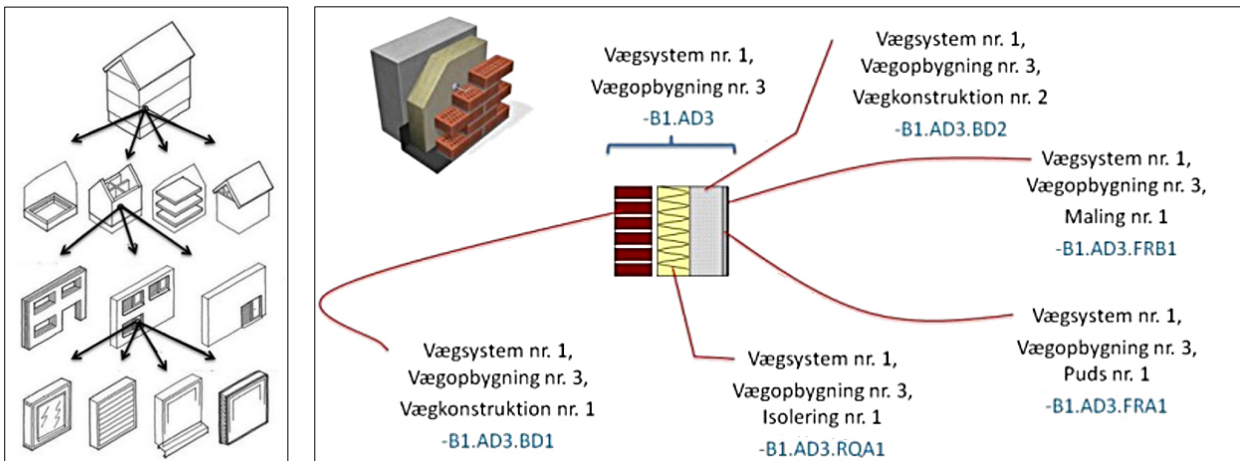 Vægsystem nr. 1,
Vægopbygning nr. 3
-B1.AD3
Vægsystem nr. 1,
Vægopbygning nr. 3,
Vægkonstruktion nr. 2
-B1.AD3.BD2
Vægsystem nr. 1,
Vægopbygning nr. 3,
Maling nr. 1
-B1.AD3.FRB1
Vægsystem nr. 1,
Vægopbygning nr. 3,
Puds nr. 1
-B1.AD3.FRA1
Vægsystem nr. 1,
Vægopbygning nr. 3,
Vægkonstruktion nr. 1
-B1.AD3.BD1
Vægsystem nr. 1,
Vægopbygning nr. 3,
Isolering nr. 1
-B1.AD3.RQA1